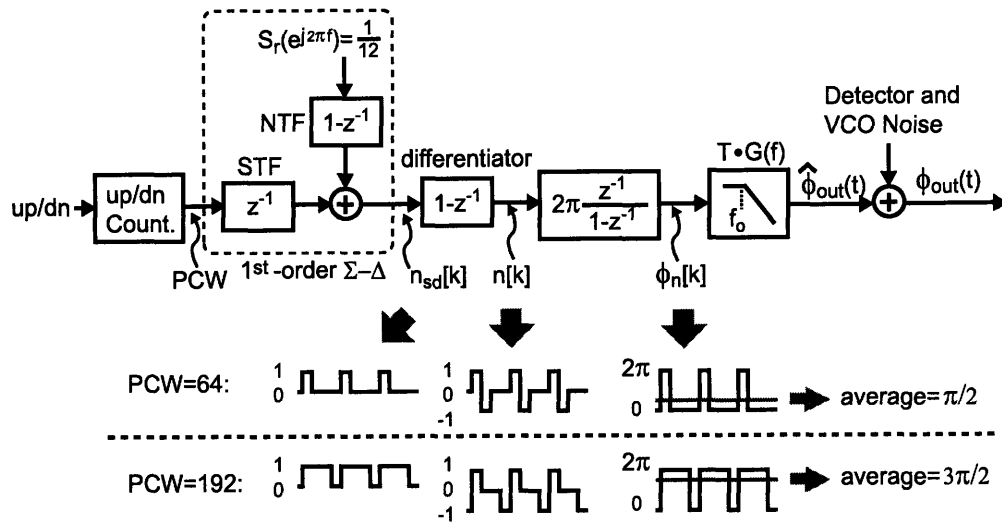 S_r(e^{j2πf})=1/12
NTF
1-z⁻¹
STF
z⁻¹
differentiator
1-z⁻¹
2π z⁻¹/(1-z⁻¹)
T•G(f)
f_o
Detector and
VCO Noise
up/dn
up/dn
Count.
PCW
1st-order Σ–Δ
n_sd[k]
n[k]
ϕ_n[k]
ϕ̂_out(t)
ϕ_out(t)
PCW=64:
1
0
1
0
-1
2π
0
average=π/2
PCW=192:
1
0
1
0
-1
2π
0
average=3π/2